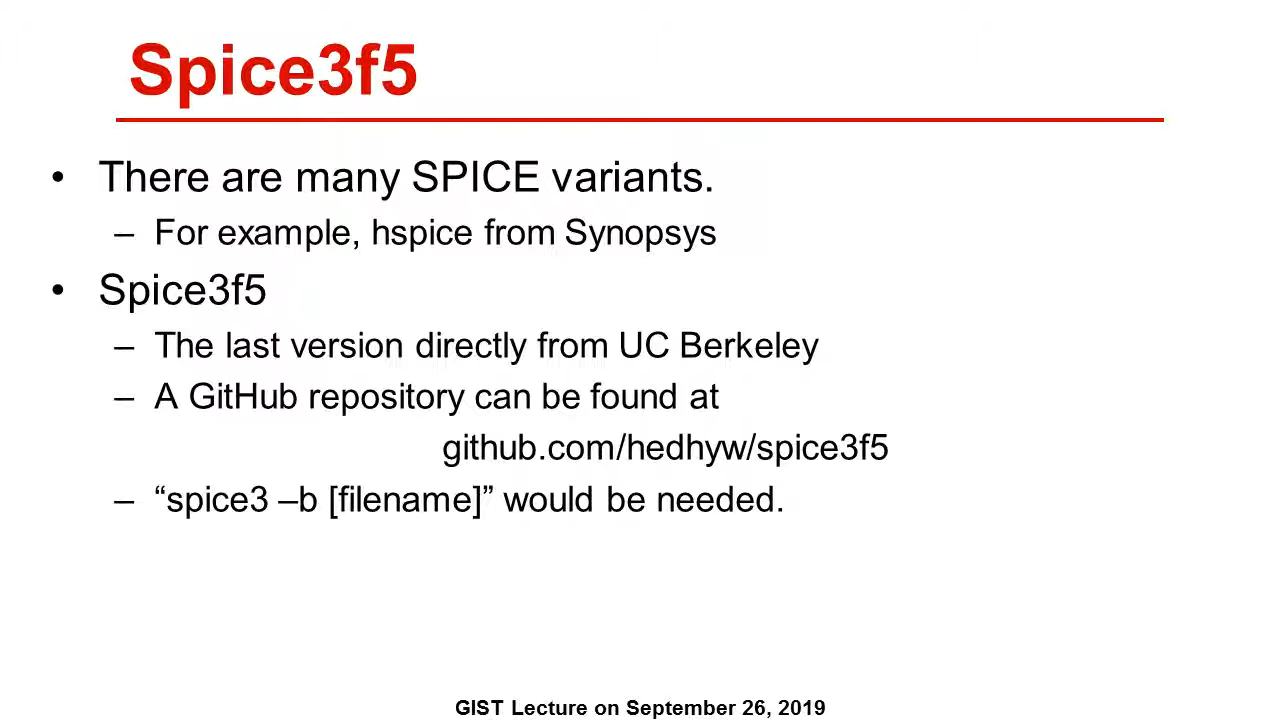 Spice3f5
• There are many SPICE variants.
– For example, hspice from Synopsys
• Spice3f5
– The last version directly from UC Berkeley
– A GitHub repository can be found at
github.com/hedhyw/spice3f5
– “spice3 –b [filename]” would be needed.
GIST Lecture on September 26, 2019